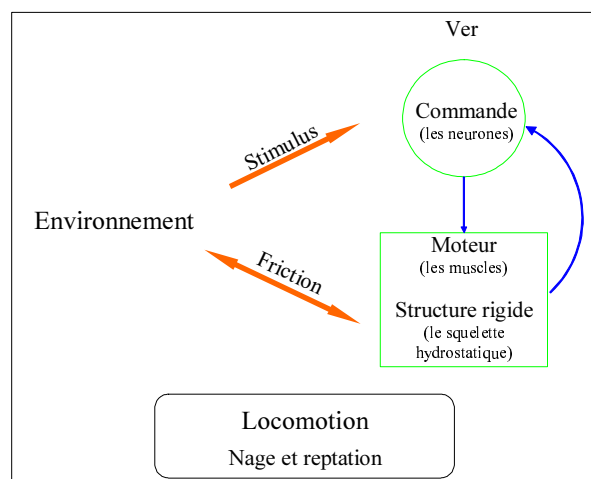 Ver
Commande
(les neurones)
Stimulus
Environnement
Friction
Moteur
(les muscles)
Structure rigide
(le squelette
hydrostatique)
Locomotion
Nage et reptation